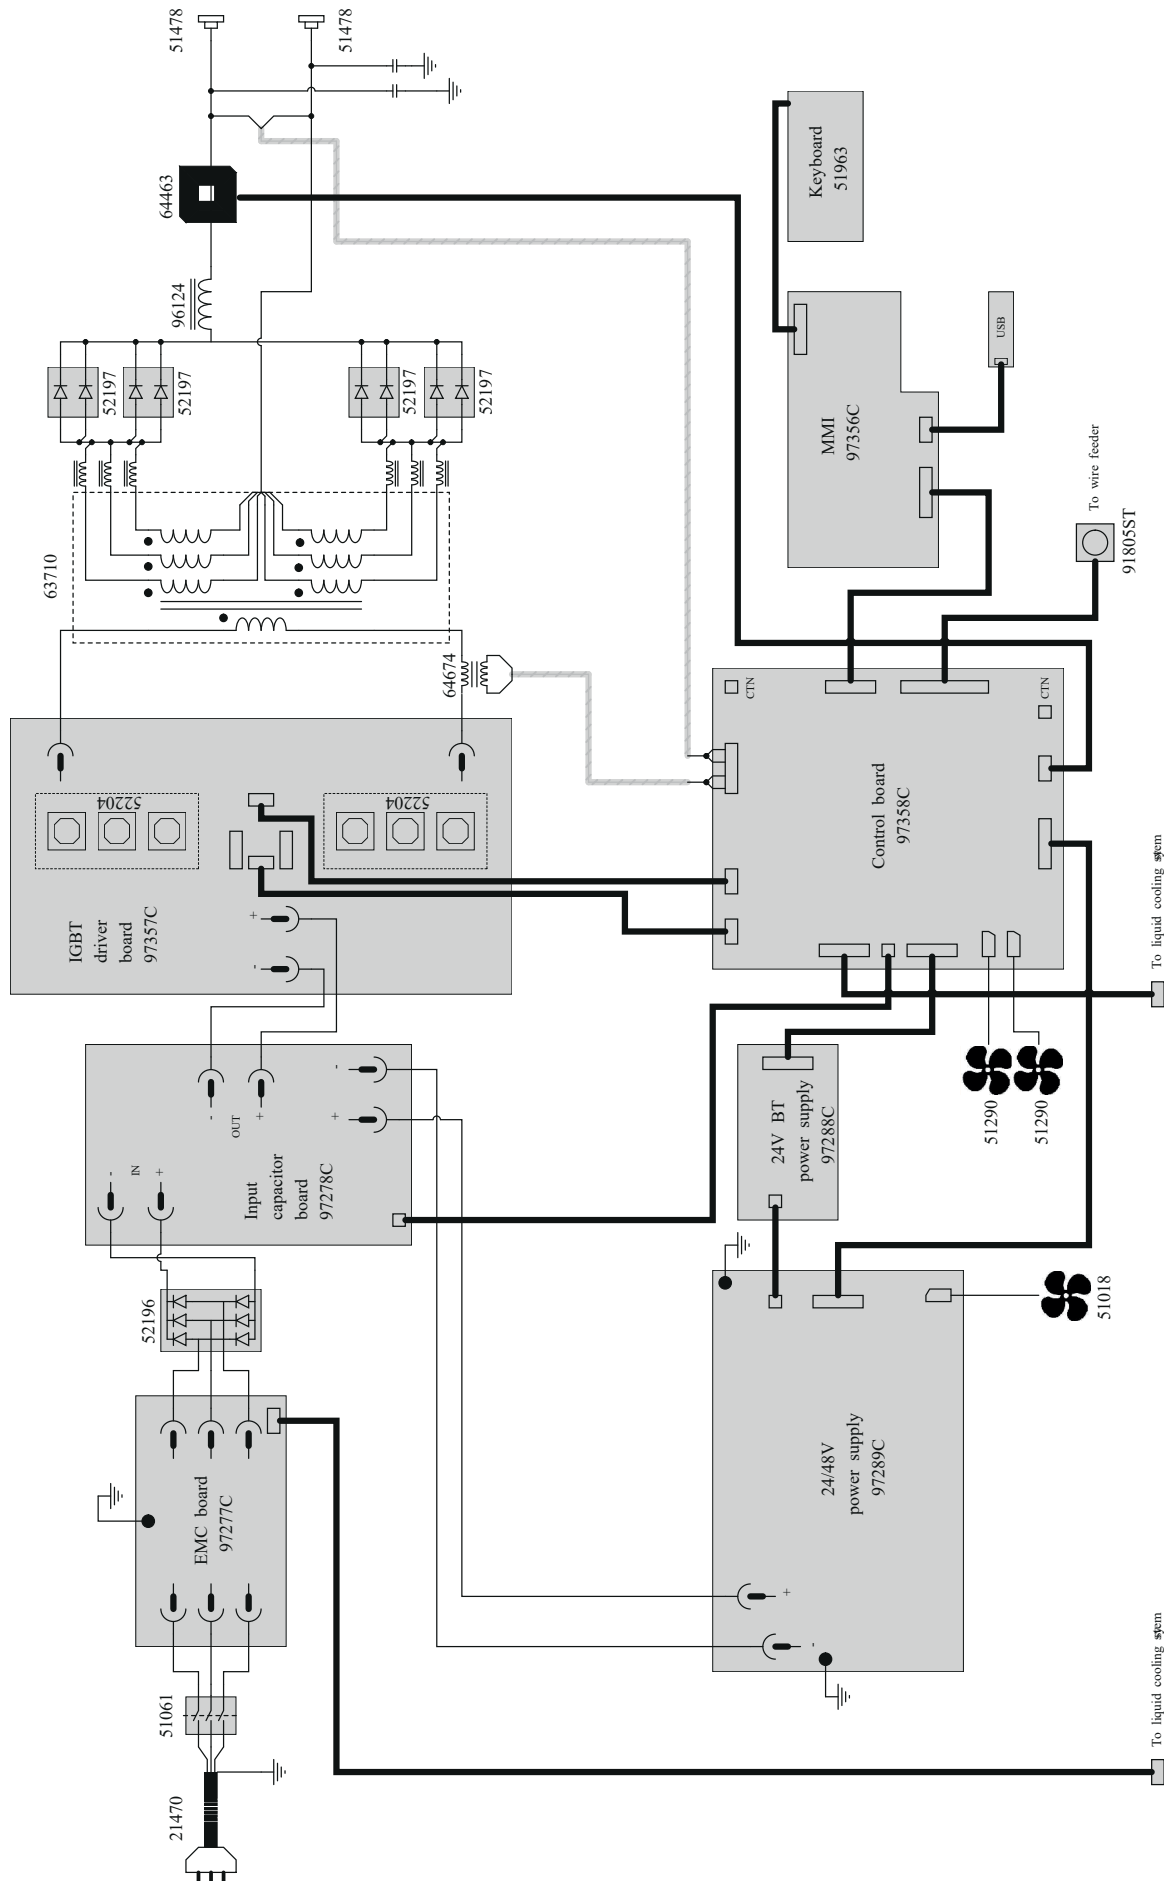 21470
51061
EMC board
97277C
52196
Input
capacitor
board
97278C
IN
-
+
OUT
-
+
+
-
IGBT
driver
board
97357C
-
+
52204
52204
63710
64674
52197
52197
52197
52197
96124
64463
51478
51478
24/48V
power supply
97289C
-
+
51018
24V BT
power supply
97288C
51290
51290
Control board
97358C
CTN
CTN
MMI
97356C
USB
Keyboard
51963
To wire feeder
91805ST
To liquid cooling system
To liquid cooling system